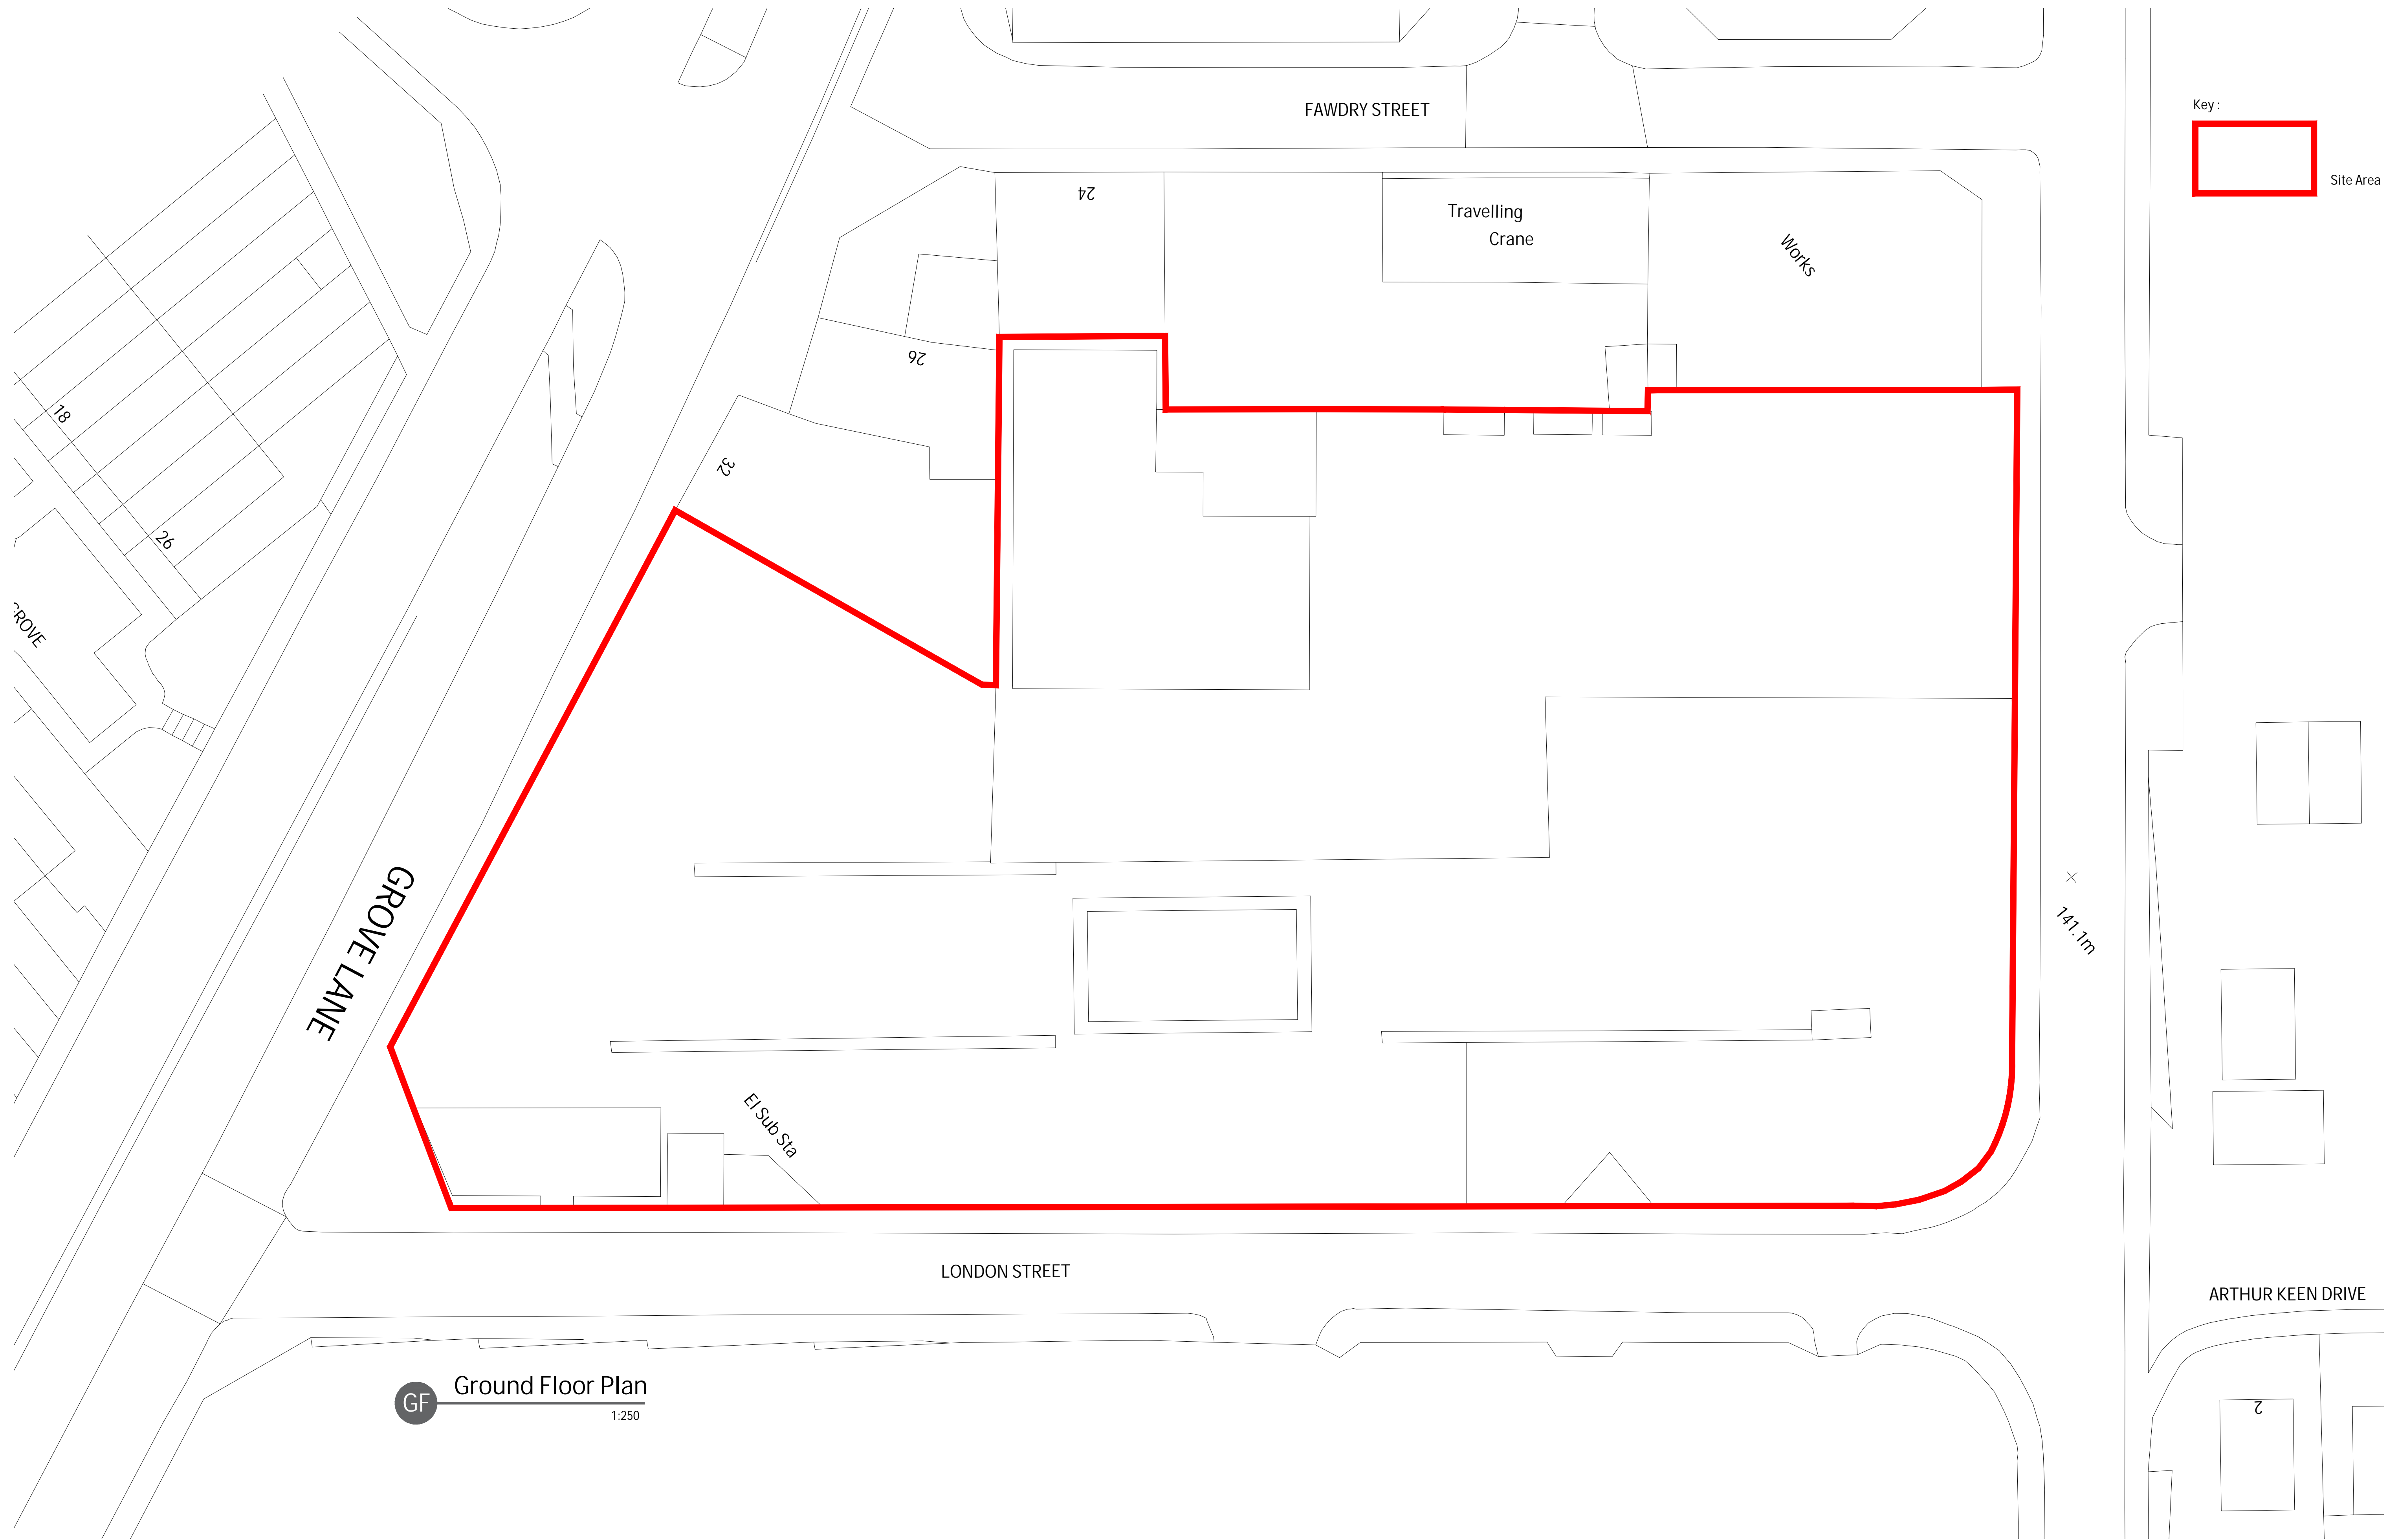 FAWDRY STREET
Key :
Site Area
24
Travelling
Crane
Works
26
32
18
26
GROVE LANE
El Sub Sta
141.1m
LONDON STREET
ARTHUR KEEN DRIVE
GF
Ground Floor Plan
1:250
2